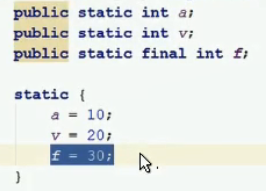 public static int a;
public static int v;
public static final int f;
static {
a = 10;
v = 20;
f = 30;
}